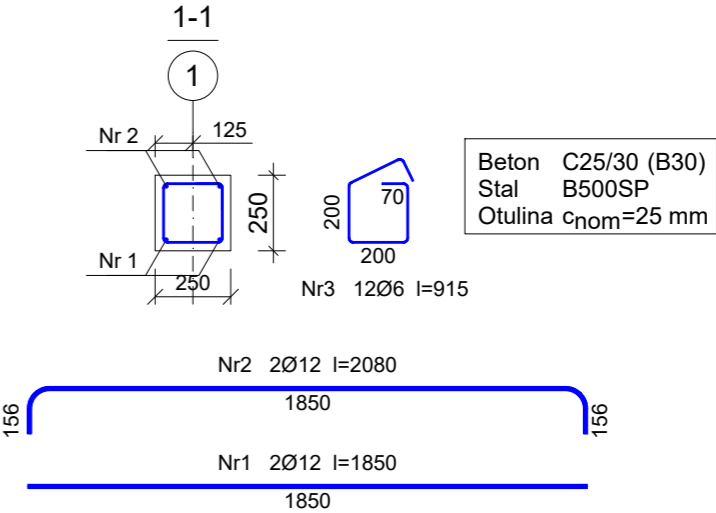 1-1
1
Nr 2
125
250
Nr 1
250
200
70
200
Nr3 12Ø6 l=915
Beton C25/30 (B30)
Stal B500SP
Otulina cnom=25 mm
Nr2 2Ø12 l=2080
156
1850
156
Nr1 2Ø12 l=1850
1850